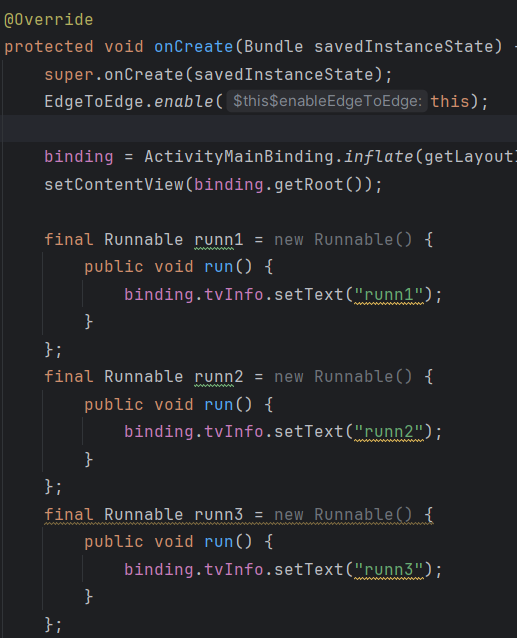 @Override
protected void onCreate(Bundle savedInstanceState) {
super.onCreate(savedInstanceState);
EdgeToEdge.enable( $this$enableEdgeToEdge: this);
binding = ActivityMainBinding.inflate(getLayout
setContentView(binding.getRoot());
final Runnable runn1 = new Runnable() {
public void run() {
binding.tvInfo.setText("runn1");
}
};
final Runnable runn2 = new Runnable() {
public void run() {
binding.tvInfo.setText("runn2");
}
};
final Runnable runn3 = new Runnable() {
public void run() {
binding.tvInfo.setText("runn3");
}
};